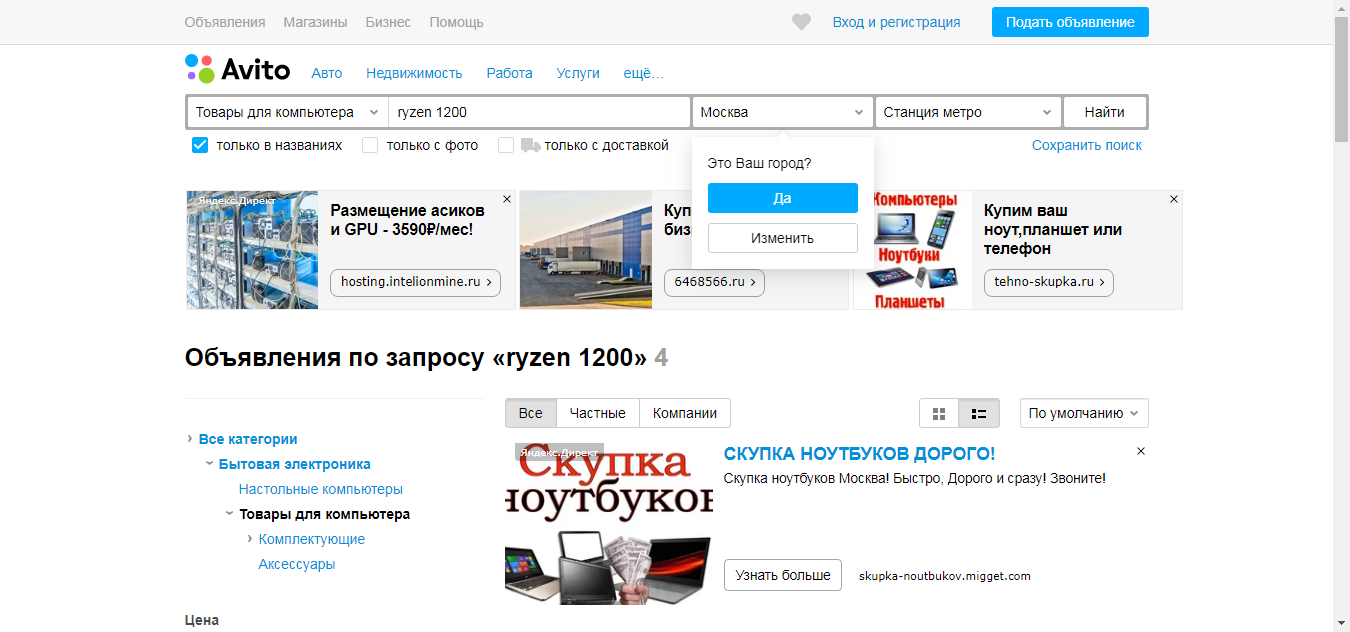 Объявления Магазины Бизнес Помощь Вход и регистрация Подать объявление
Avito Авто Недвижимость Работа Услуги ещё...
Товары для компьютера ryzen 1200 Москва Станция метро Найти
только в названиях только с фото только с доставкой Сохранить поиск
Это Ваш город?
Да
Изменить
Яндекс.Директ
Размещение асиков
и GPU - 3590₽/мес!
hosting.intelionmine.ru
Куп
биз
6468566.ru
Компьютеры
Ноутбуки
Планшеты
Купим ваш
ноут,планшет или
телефон
tehno-skupka.ru
Объявления по запросу «ryzen 1200» 4
Все категории
Бытовая электроника
Настольные компьютеры
Товары для компьютера
Комплектующие
Аксессуары
Цена
Все Частные Компании По умолчанию
Яндекс.Директ
Скупка
ноутбуков
СКУПКА НОУТБУКОВ ДОРОГО!
Скупка ноутбуков Москва! Быстро, Дорого и сразу! Звоните!
Узнать больше skupka-noutbukov.migget.com